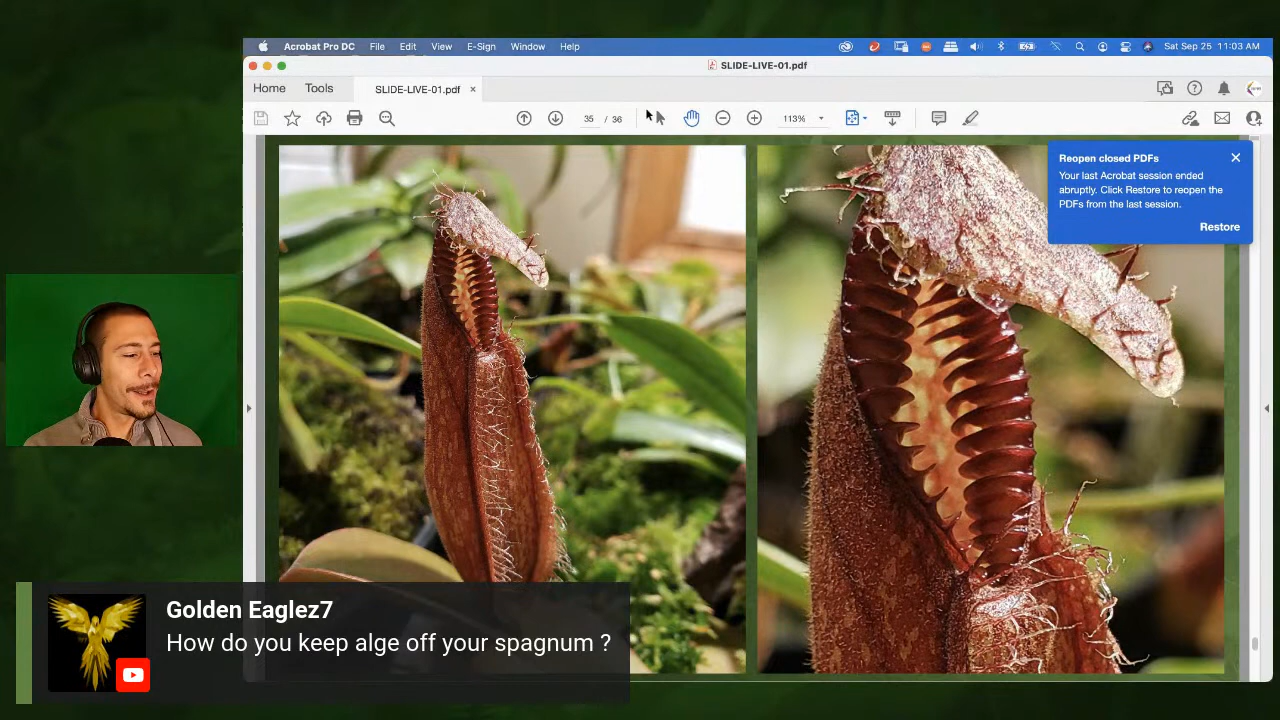 Acrobat Pro DC File Edit View E-Sign Window Help Sat Sep 25 11:03 AM
SLIDE-LIVE-01.pdf
Home Tools SLIDE-LIVE-01.pdf ×
35 / 36 113%
Reopen closed PDFs
Your last Acrobat session ended
abruptly. Click Restore to reopen the
PDFs from the last session.
Restore
Golden Eaglez7
How do you keep alge off your spagnum ?